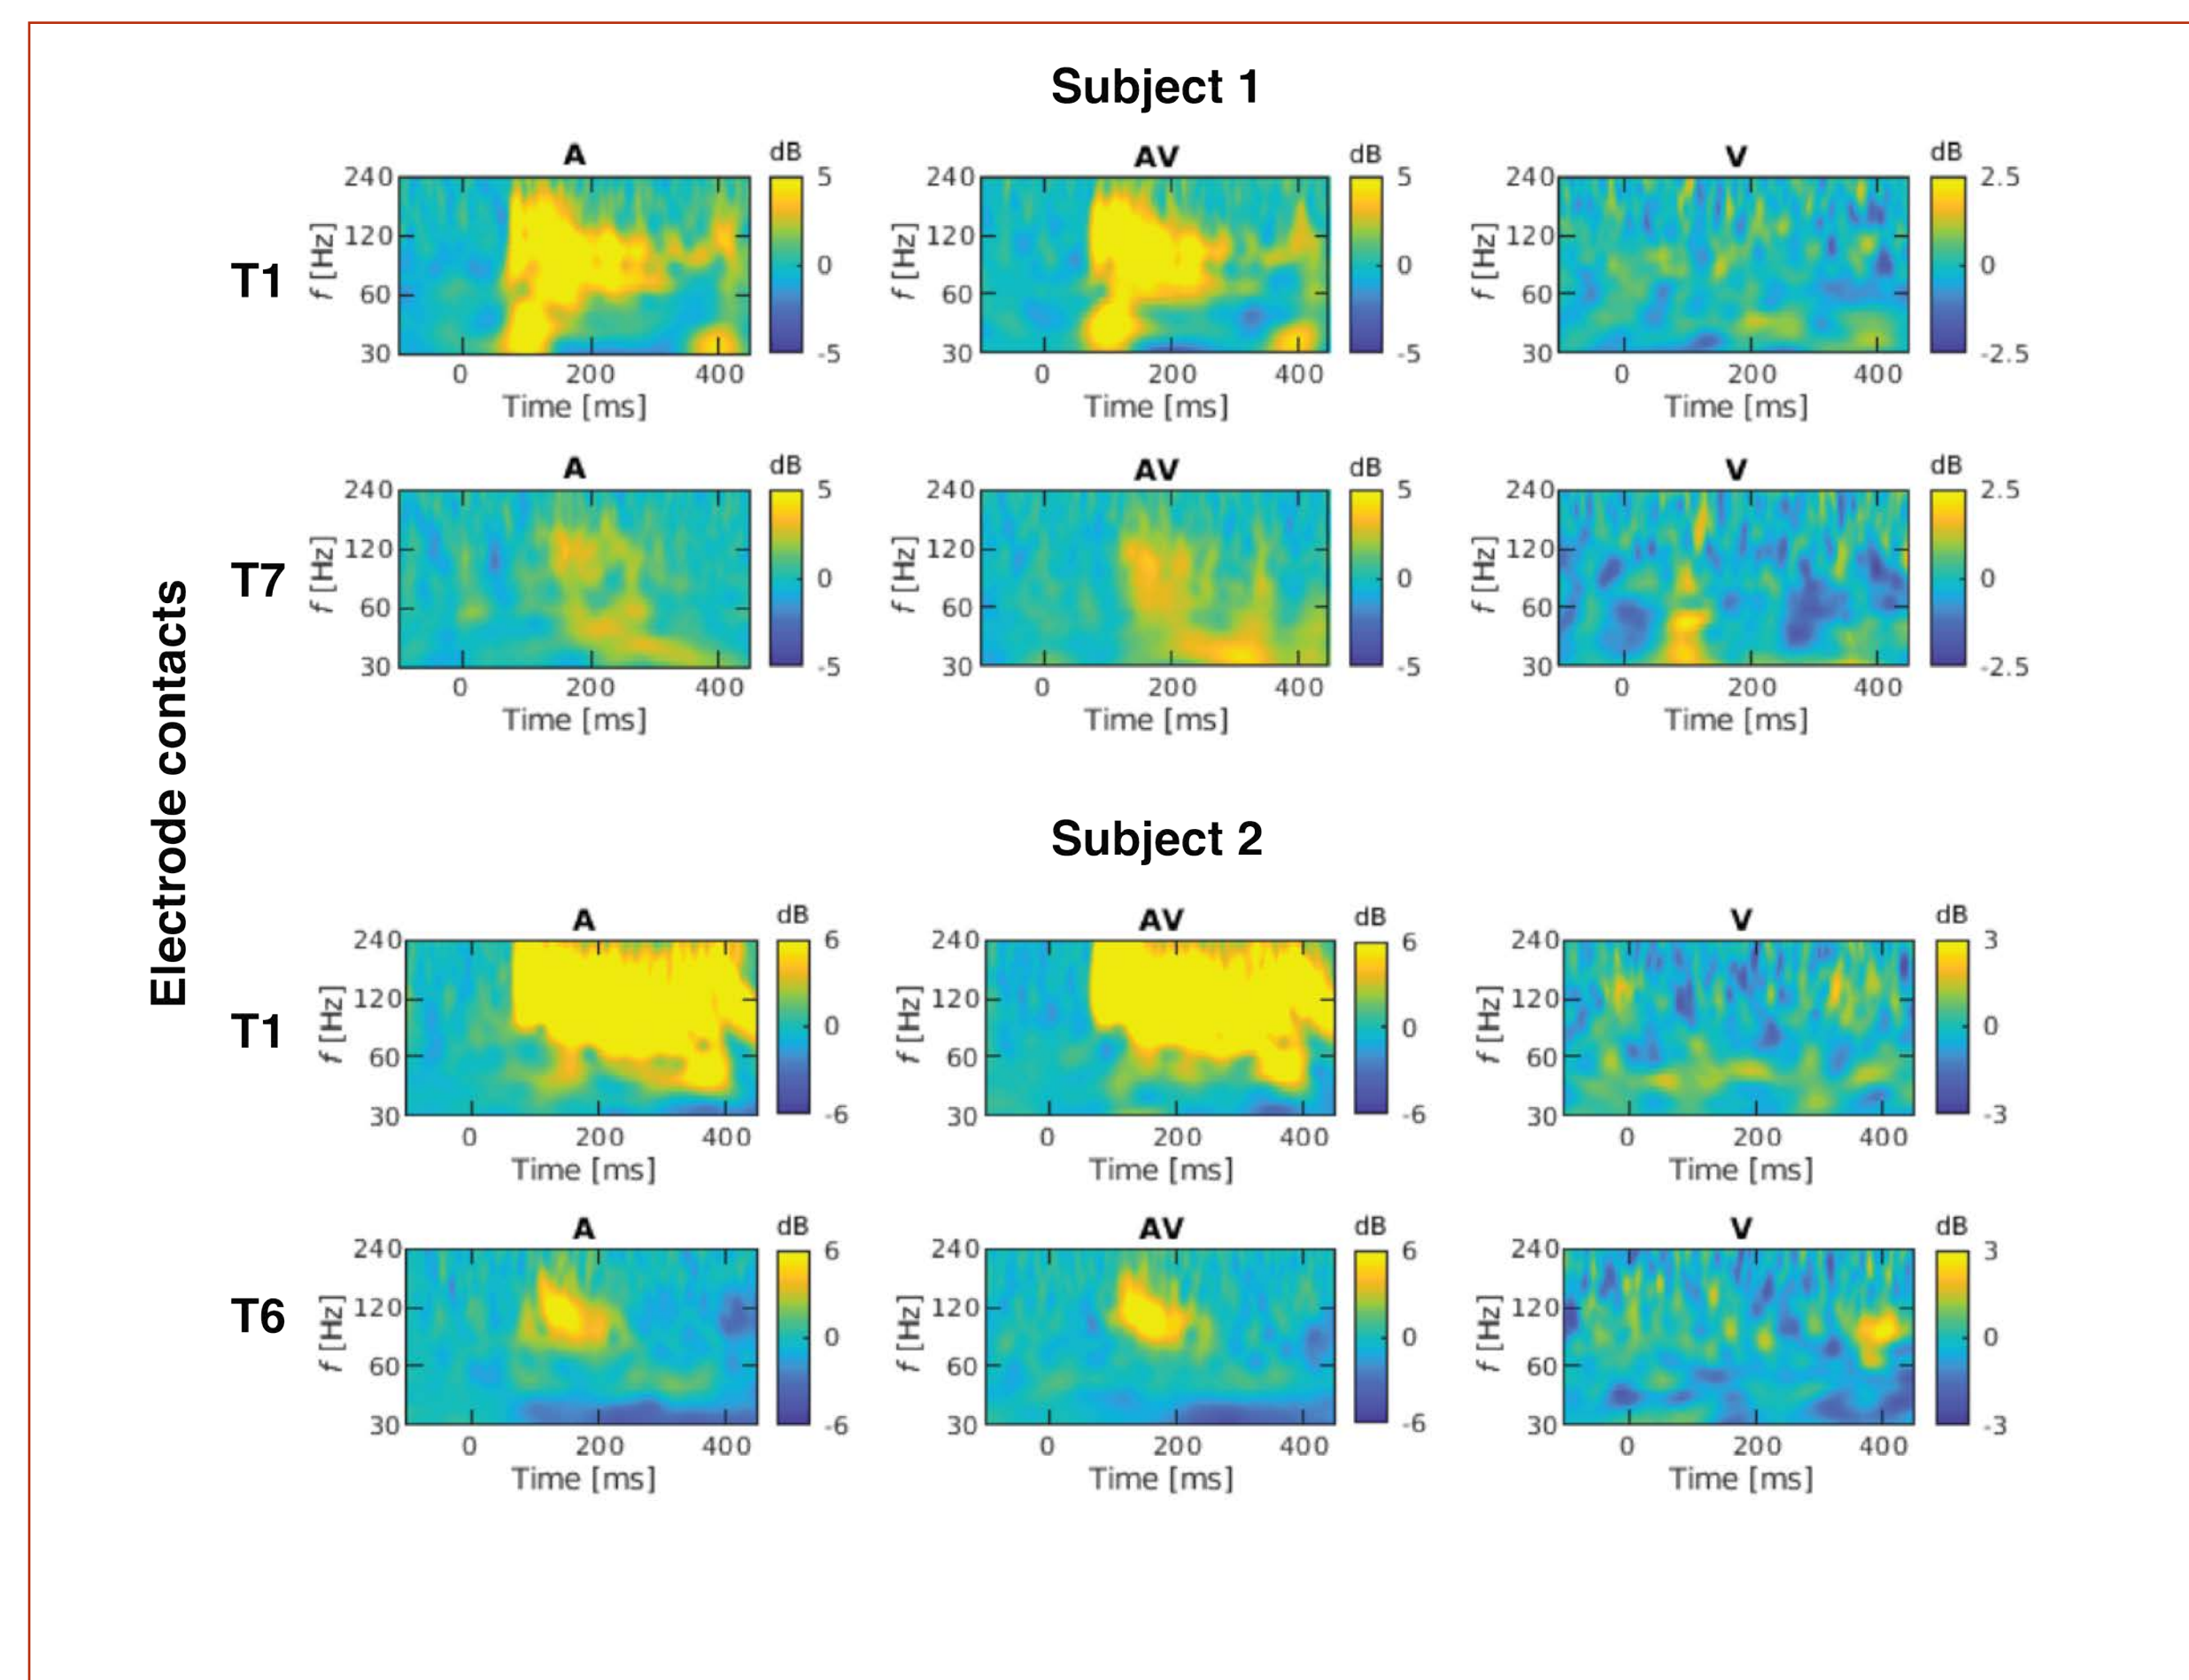 Subject 1
A dB AV dB V dB
T1
f [Hz] 240 120 60 30 5 0 -5
0 200 400
Time [ms]
f [Hz] 240 120 60 30 5 0 -5
0 200 400
Time [ms]
f [Hz] 240 120 60 30 2.5 0 -2.5
0 200 400
Time [ms]
A dB AV dB V dB
T7
f [Hz] 240 120 60 30 5 0 -5
0 200 400
Time [ms]
f [Hz] 240 120 60 30 5 0 -5
0 200 400
Time [ms]
f [Hz] 240 120 60 30 2.5 0 -2.5
0 200 400
Time [ms]
Electrode contacts
Subject 2
A dB AV dB V dB
T1
f [Hz] 240 120 60 30 6 0 -6
0 200 400
Time [ms]
f [Hz] 240 120 60 30 6 0 -6
0 200 400
Time [ms]
f [Hz] 240 120 60 30 3 0 -3
0 200 400
Time [ms]
A dB AV dB V dB
T6
f [Hz] 240 120 60 30 6 0 -6
0 200 400
Time [ms]
f [Hz] 240 120 60 30 6 0 -6
0 200 400
Time [ms]
f [Hz] 240 120 60 30 3 0 -3
0 200 400
Time [ms]